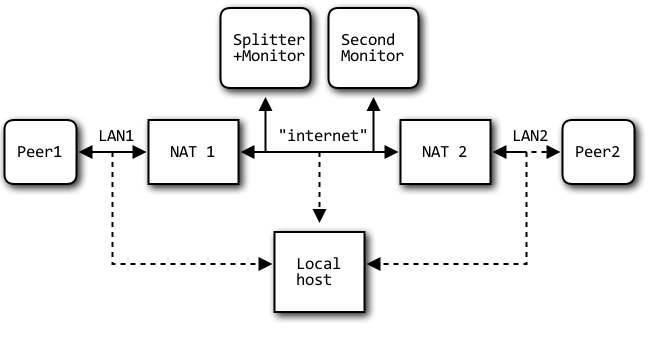 Splitter
+Monitor
Second
Monitor
Peer1
LAN1
NAT 1
"internet"
NAT 2
LAN2
Peer2
Local
host